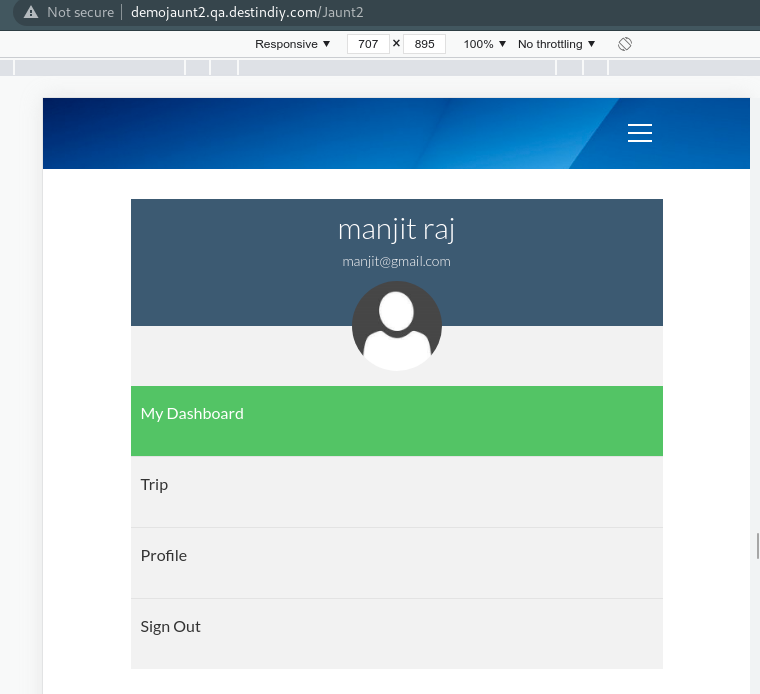 Not secure demojaunt2.qa.destindiy.com/Jaunt2
Responsive ▼ 707 × 895 100% ▼ No throttling ▼
manjit raj
manjit@gmail.com
My Dashboard
Trip
Profile
Sign Out